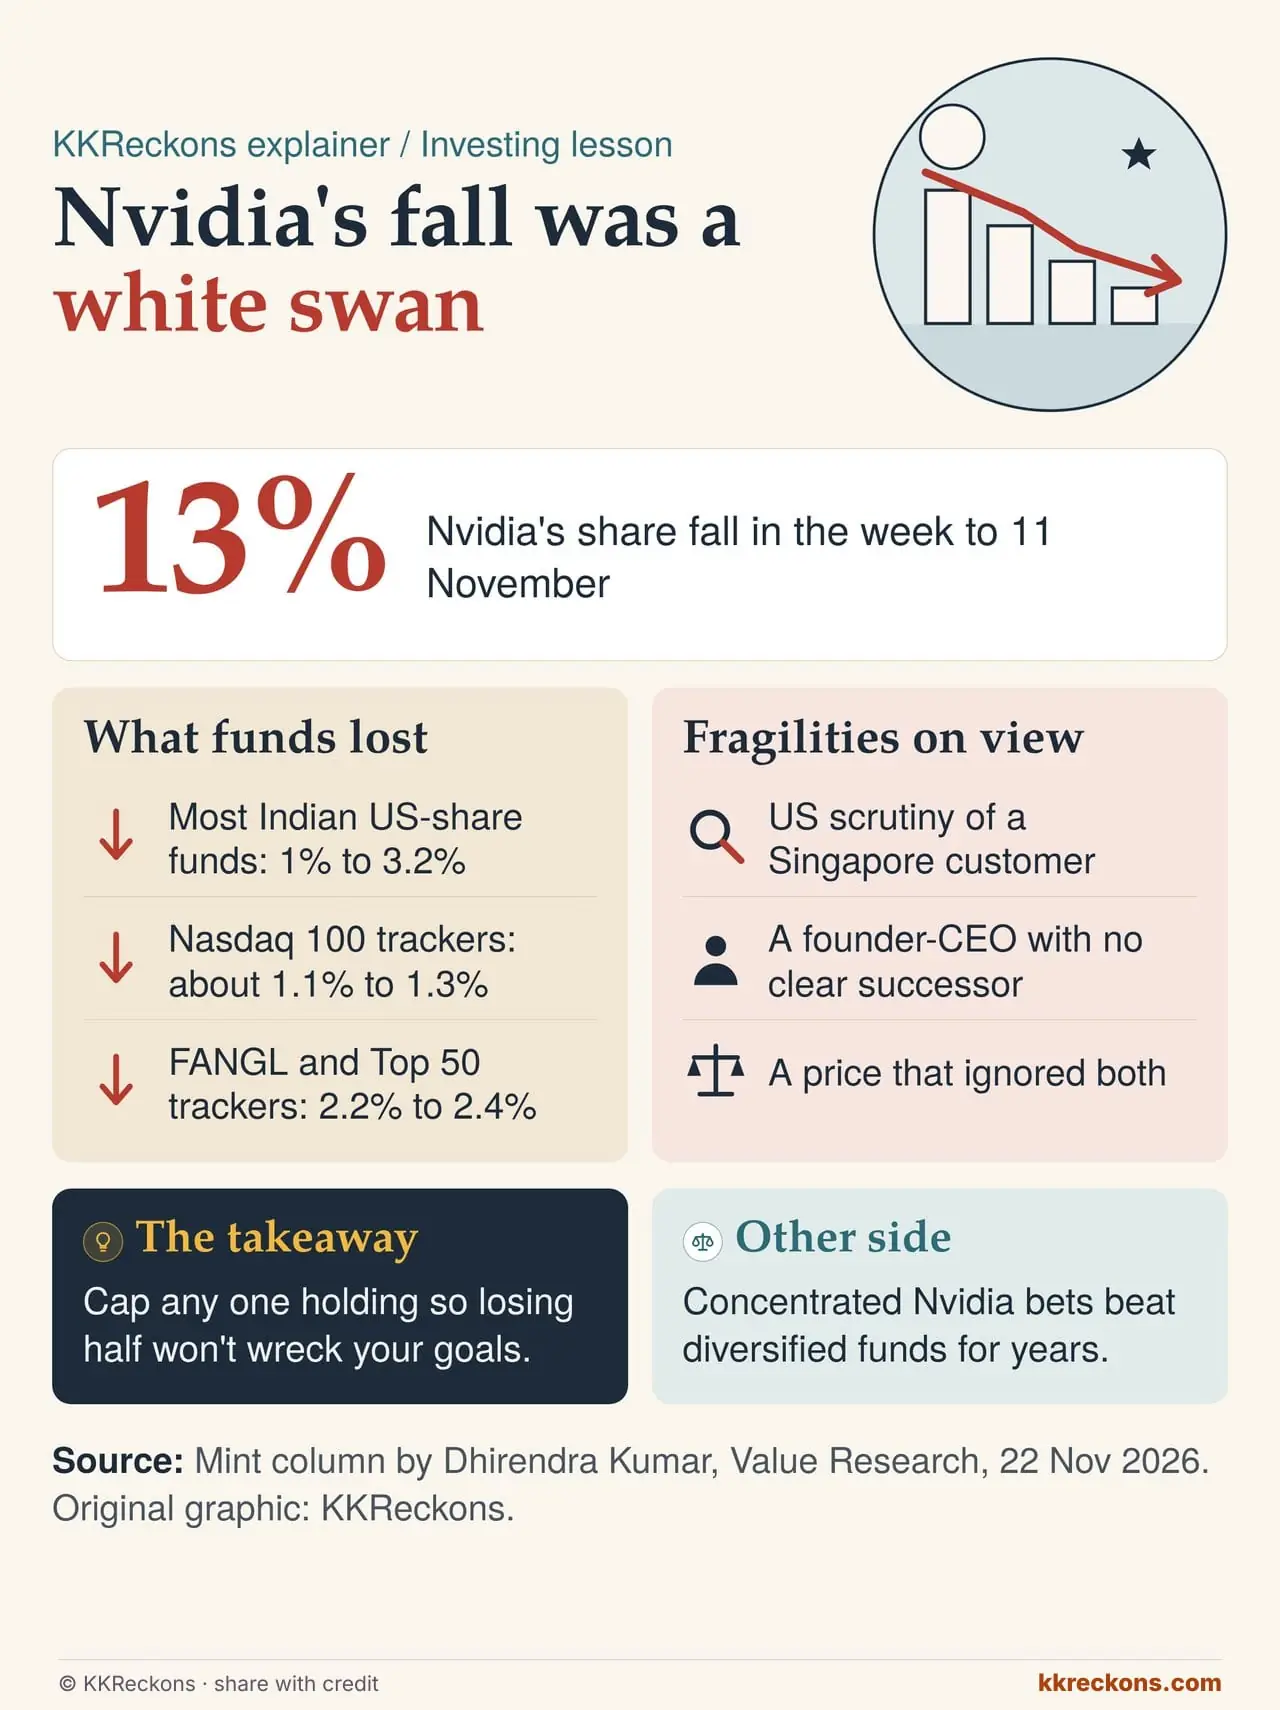 KKReckons explainer / Investing lesson
Nvidia's fall was a
white swan
13%
Nvidia's share fall in the week to 11
November
What funds lost
Most Indian US-share
funds: 1% to 3.2%
Nasdaq 100 trackers:
about 1.1% to 1.3%
FANGL and Top 50
trackers: 2.2% to 2.4%
Fragilities on view
US scrutiny of a
Singapore customer
A founder-CEO with no
clear successor
A price that ignored both
The takeaway
Cap any one holding so losing
half won't wreck your goals.
Other side
Concentrated Nvidia bets beat
diversified funds for years.
Source: Mint column by Dhirendra Kumar, Value Research, 22 Nov 2026.
Original graphic: KKReckons.
© KKReckons · share with credit
kkreckons.com